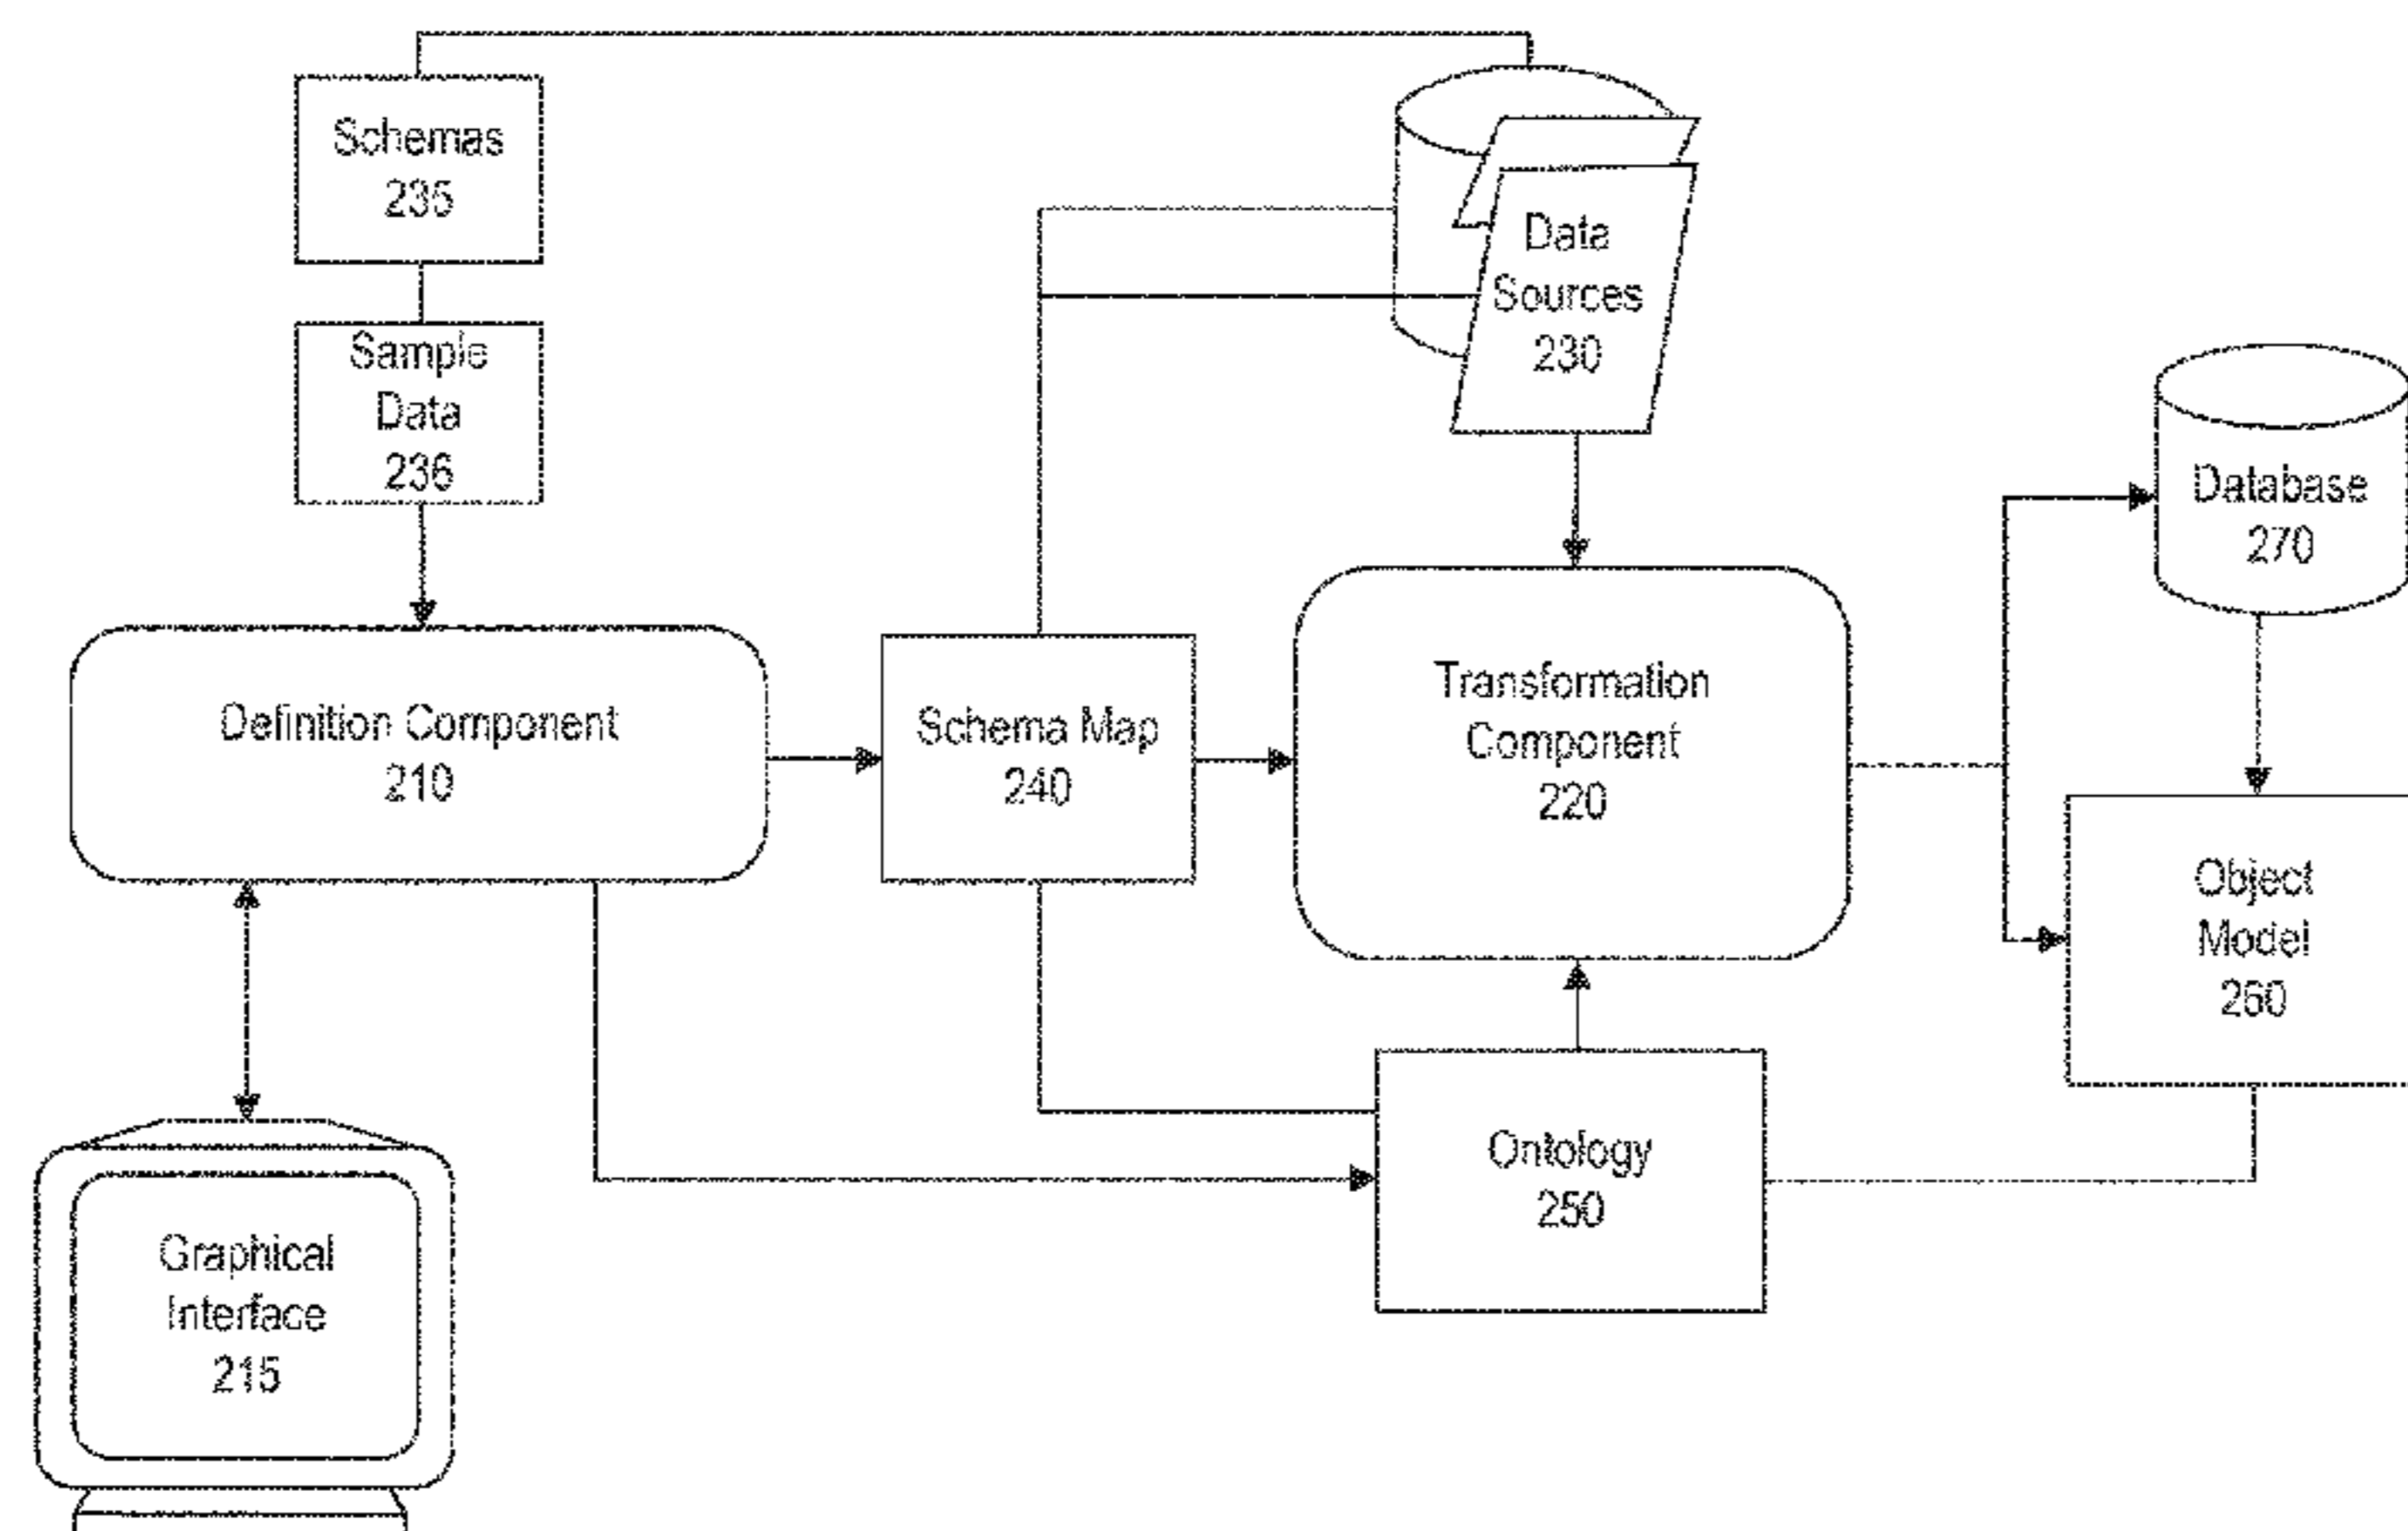 Schemas
235
Sample
Data
236
Data
Sources
230
Database
270
Definition Component
210
Schema Map
240
Transformation
Component
220
Object
Model
260
Ontology
250
Graphical
Interface
215